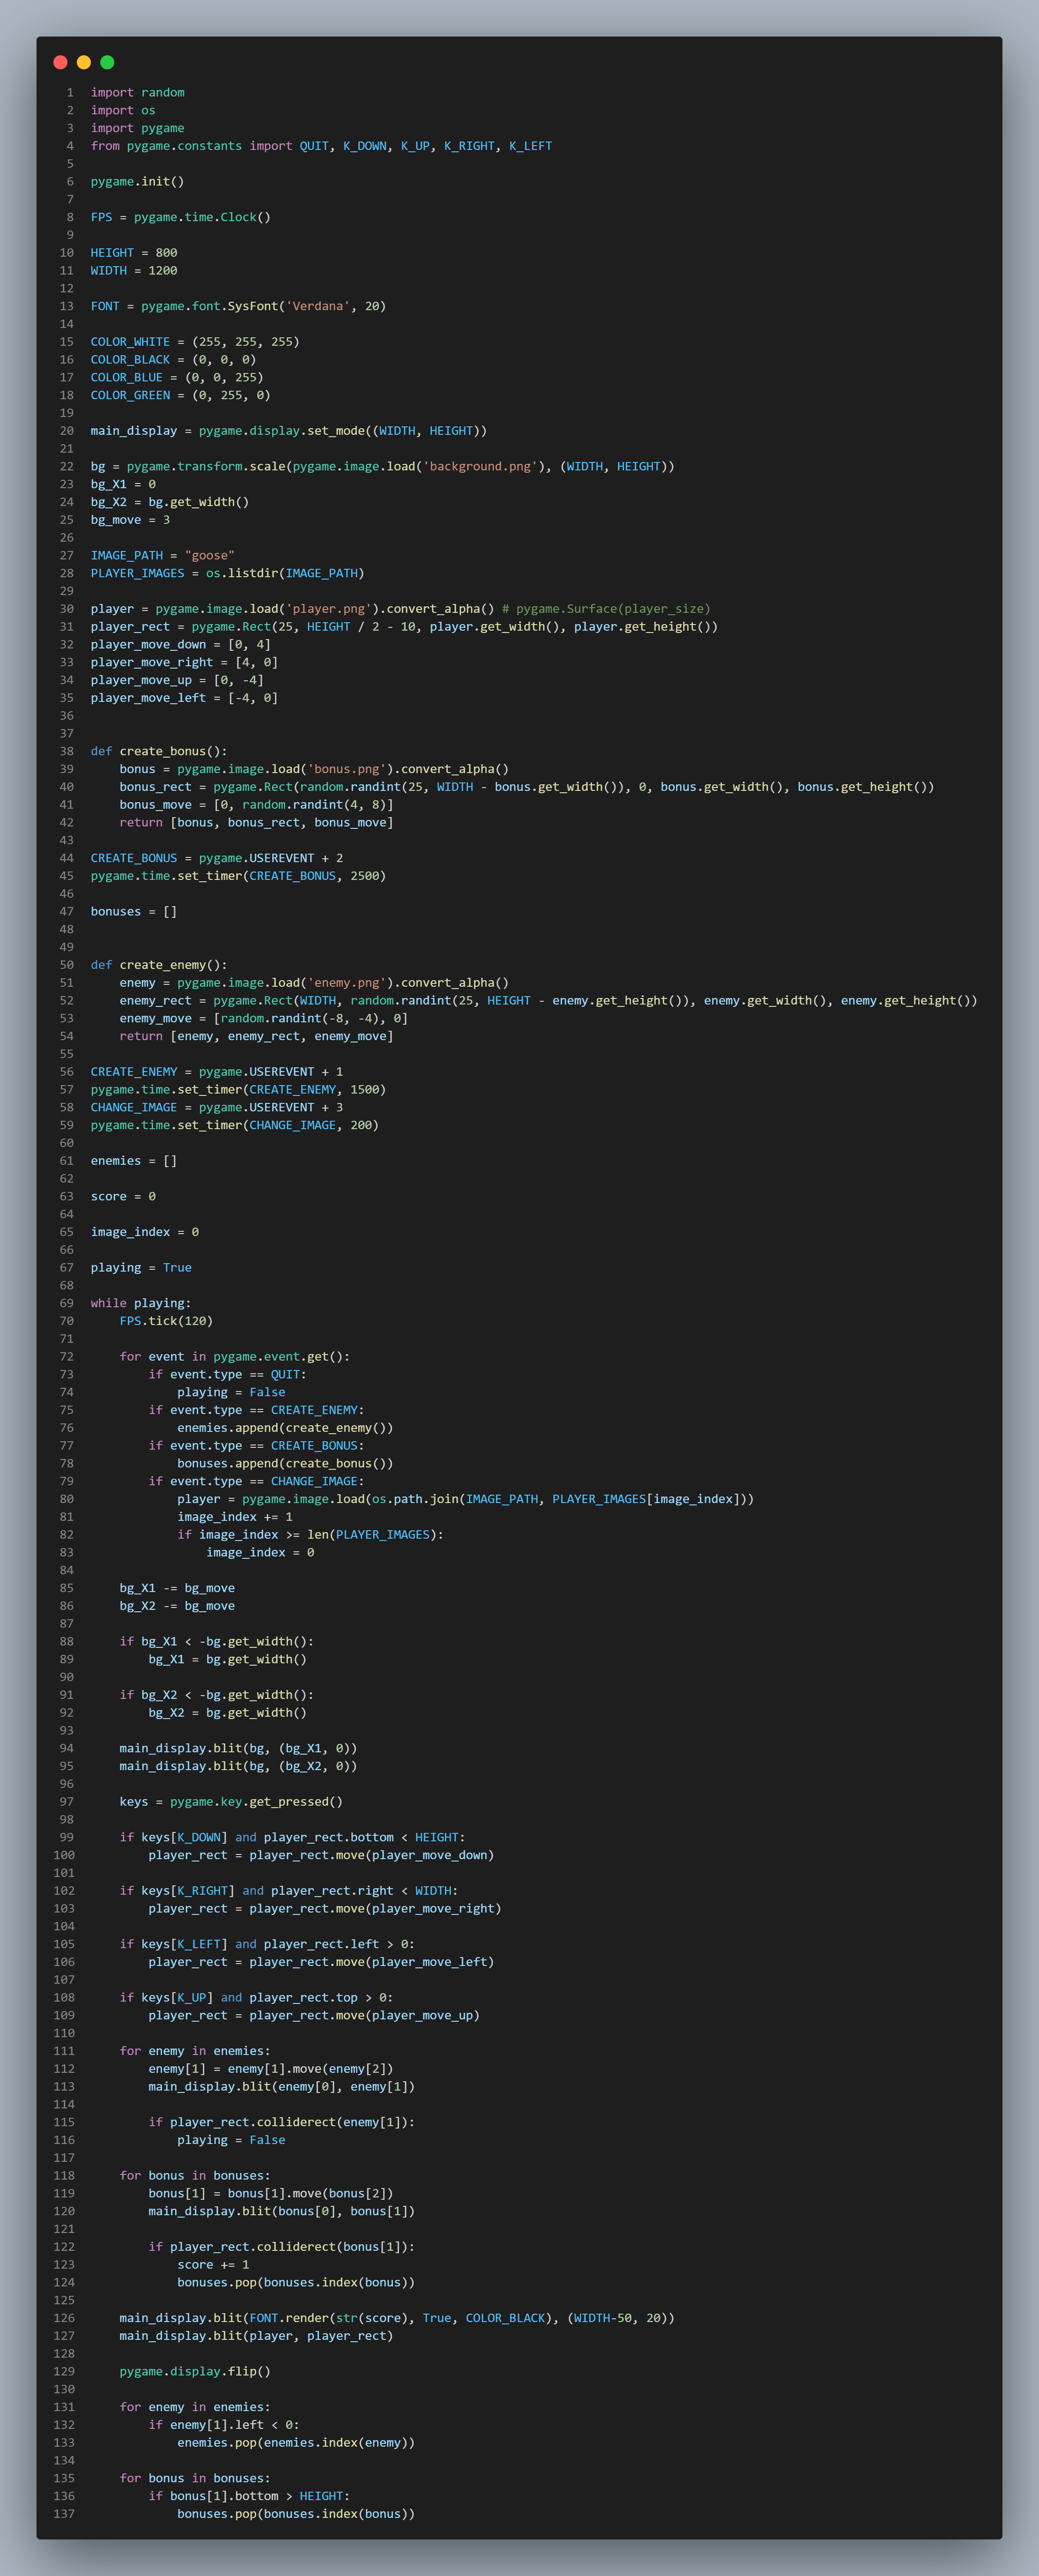 1 import random
2 import os
3 import pygame
4 from pygame.constants import QUIT, K_DOWN, K_UP, K_RIGHT, K_LEFT
5
6 pygame.init()
7
8 FPS = pygame.time.Clock()
9
10 HEIGHT = 800
11 WIDTH = 1200
12
13 FONT = pygame.font.SysFont('Verdana', 20)
14
15 COLOR_WHITE = (255, 255, 255)
16 COLOR_BLACK = (0, 0, 0)
17 COLOR_BLUE = (0, 0, 255)
18 COLOR_GREEN = (0, 255, 0)
19
20 main_display = pygame.display.set_mode((WIDTH, HEIGHT))
21
22 bg = pygame.transform.scale(pygame.image.load('background.png'), (WIDTH, HEIGHT))
23 bg_X1 = 0
24 bg_X2 = bg.get_width()
25 bg_move = 3
26
27 IMAGE_PATH = "goose"
28 PLAYER_IMAGES = os.listdir(IMAGE_PATH)
29
30 player = pygame.image.load('player.png').convert_alpha() # pygame.Surface(player_size)
31 player_rect = pygame.Rect(25, HEIGHT / 2 - 10, player.get_width(), player.get_height())
32 player_move_down = [0, 4]
33 player_move_right = [4, 0]
34 player_move_up = [0, -4]
35 player_move_left = [-4, 0]
36
37
38 def create_bonus():
39     bonus = pygame.image.load('bonus.png').convert_alpha()
40     bonus_rect = pygame.Rect(random.randint(25, WIDTH - bonus.get_width()), 0, bonus.get_width(), bonus.get_height())
41     bonus_move = [0, random.randint(4, 8)]
42     return [bonus, bonus_rect, bonus_move]
43
44 CREATE_BONUS = pygame.USEREVENT + 2
45 pygame.time.set_timer(CREATE_BONUS, 2500)
46
47 bonuses = []
48
49
50 def create_enemy():
51     enemy = pygame.image.load('enemy.png').convert_alpha()
52     enemy_rect = pygame.Rect(WIDTH, random.randint(25, HEIGHT - enemy.get_height()), enemy.get_width(), enemy.get_height())
53     enemy_move = [random.randint(-8, -4), 0]
54     return [enemy, enemy_rect, enemy_move]
55
56 CREATE_ENEMY = pygame.USEREVENT + 1
57 pygame.time.set_timer(CREATE_ENEMY, 1500)
58 CHANGE_IMAGE = pygame.USEREVENT + 3
59 pygame.time.set_timer(CHANGE_IMAGE, 200)
60
61 enemies = []
62
63 score = 0
64
65 image_index = 0
66
67 playing = True
68
69 while playing:
70     FPS.tick(120)
71
72     for event in pygame.event.get():
73         if event.type == QUIT:
74             playing = False
75         if event.type == CREATE_ENEMY:
76             enemies.append(create_enemy())
77         if event.type == CREATE_BONUS:
78             bonuses.append(create_bonus())
79         if event.type == CHANGE_IMAGE:
80             player = pygame.image.load(os.path.join(IMAGE_PATH, PLAYER_IMAGES[image_index]))
81             image_index += 1
82             if image_index >= len(PLAYER_IMAGES):
83                 image_index = 0
84
85     bg_X1 -= bg_move
86     bg_X2 -= bg_move
87
88     if bg_X1 < -bg.get_width():
89         bg_X1 = bg.get_width()
90
91     if bg_X2 < -bg.get_width():
92         bg_X2 = bg.get_width()
93
94     main_display.blit(bg, (bg_X1, 0))
95     main_display.blit(bg, (bg_X2, 0))
96
97     keys = pygame.key.get_pressed()
98
99     if keys[K_DOWN] and player_rect.bottom < HEIGHT:
100         player_rect = player_rect.move(player_move_down)
101
102     if keys[K_RIGHT] and player_rect.right < WIDTH:
103         player_rect = player_rect.move(player_move_right)
104
105     if keys[K_LEFT] and player_rect.left > 0:
106         player_rect = player_rect.move(player_move_left)
107
108     if keys[K_UP] and player_rect.top > 0:
109         player_rect = player_rect.move(player_move_up)
110
111     for enemy in enemies:
112         enemy[1] = enemy[1].move(enemy[2])
113         main_display.blit(enemy[0], enemy[1])
114
115         if player_rect.colliderect(enemy[1]):
116             playing = False
117
118     for bonus in bonuses:
119         bonus[1] = bonus[1].move(bonus[2])
120         main_display.blit(bonus[0], bonus[1])
121
122         if player_rect.colliderect(bonus[1]):
123             score += 1
124             bonuses.pop(bonuses.index(bonus))
125
126     main_display.blit(FONT.render(str(score), True, COLOR_BLACK), (WIDTH-50, 20))
127     main_display.blit(player, player_rect)
128
129     pygame.display.flip()
130
131     for enemy in enemies:
132         if enemy[1].left < 0:
133             enemies.pop(enemies.index(enemy))
134
135     for bonus in bonuses:
136         if bonus[1].bottom > HEIGHT:
137             bonuses.pop(bonuses.index(bonus))